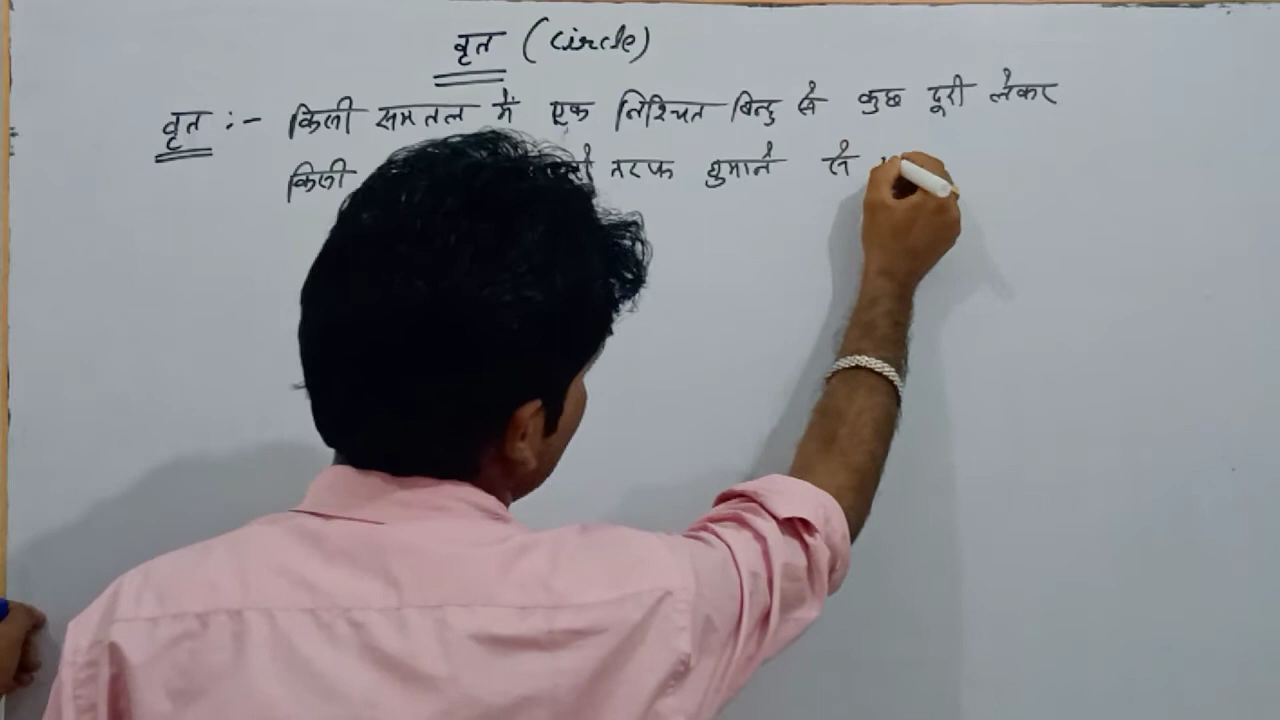 वृत (circle)
वृत :- किसी समतल में एक निश्चित बिन्दु से कुछ दूरी लेकर
किसी तरफ घुमाने से